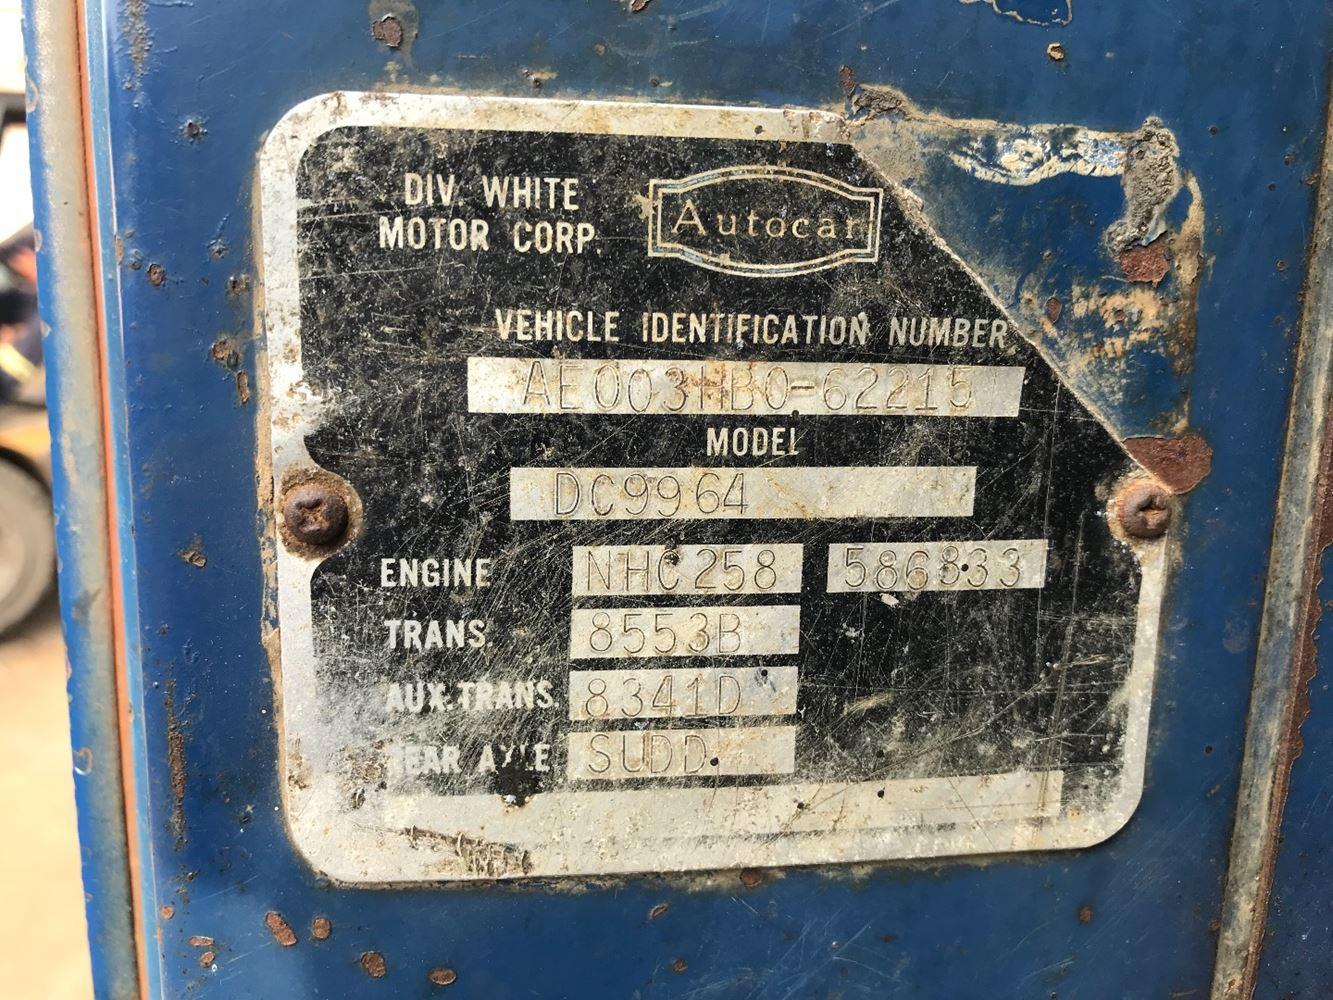 DIV. WHITE
MOTOR CORP.
Autocar
VEHICLE IDENTIFICATION NUMBER
AE003HB0-62215
MODEL
DC9964
ENGINE NHC258 586833
TRANS. 8553B
AUX.TRANS. 8341D
REAR AXLE SUDD